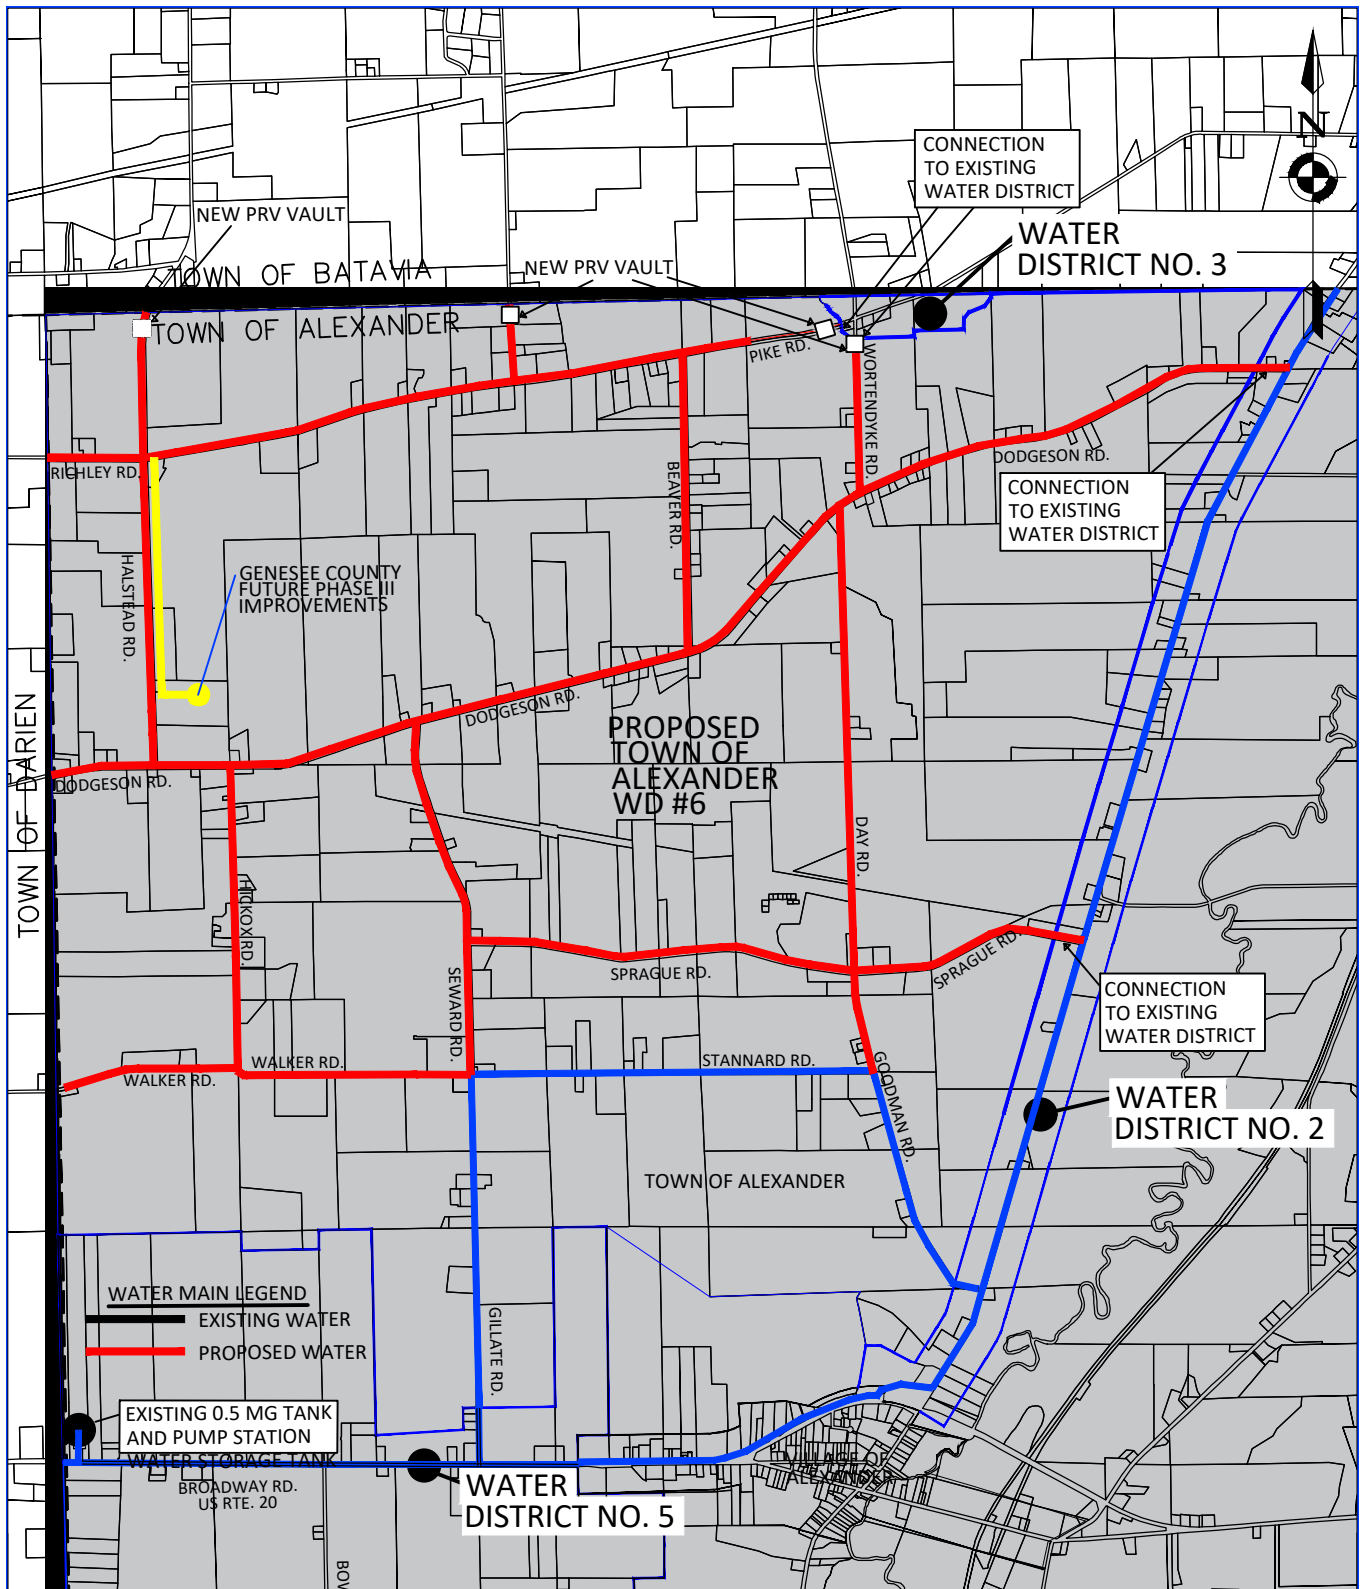 CONNECTION
TO EXISTING
WATER DISTRICT
N
NEW PRV VAULT
WATER
DISTRICT NO. 3
TOWN OF BATAVIA
NEW PRV VAULT
TOWN OF ALEXANDER
PIKE RD.
WORTENDYKE RD.
RICHLEY RD.
BEAVER RD.
DODGESON RD.
CONNECTION
TO EXISTING
WATER DISTRICT
HALSTEAD RD.
GENESEE COUNTY
FUTURE PHASE III
IMPROVEMENTS
TOWN OF DARIEN
DODGESON RD.
PROPOSED
TOWN OF
ALEXANDER
WD #6
DODGESON RD.
DAY RD.
HICKOX RD.
SEWARD RD.
SPRAGUE RD.
SPRAGUE RD.
CONNECTION
TO EXISTING
WATER DISTRICT
WALKER RD.
WALKER RD.
STANNARD RD.
GOODMAN RD.
WATER
DISTRICT NO. 2
TOWN OF ALEXANDER
WATER MAIN LEGEND
EXISTING WATER
PROPOSED WATER
GILLATE RD.
EXISTING 0.5 MG TANK
AND PUMP STATION
WATER STORAGE TANK
BROADWAY RD.
US RTE. 20
VILLAGE OF
ALEXANDER
WATER
DISTRICT NO. 5